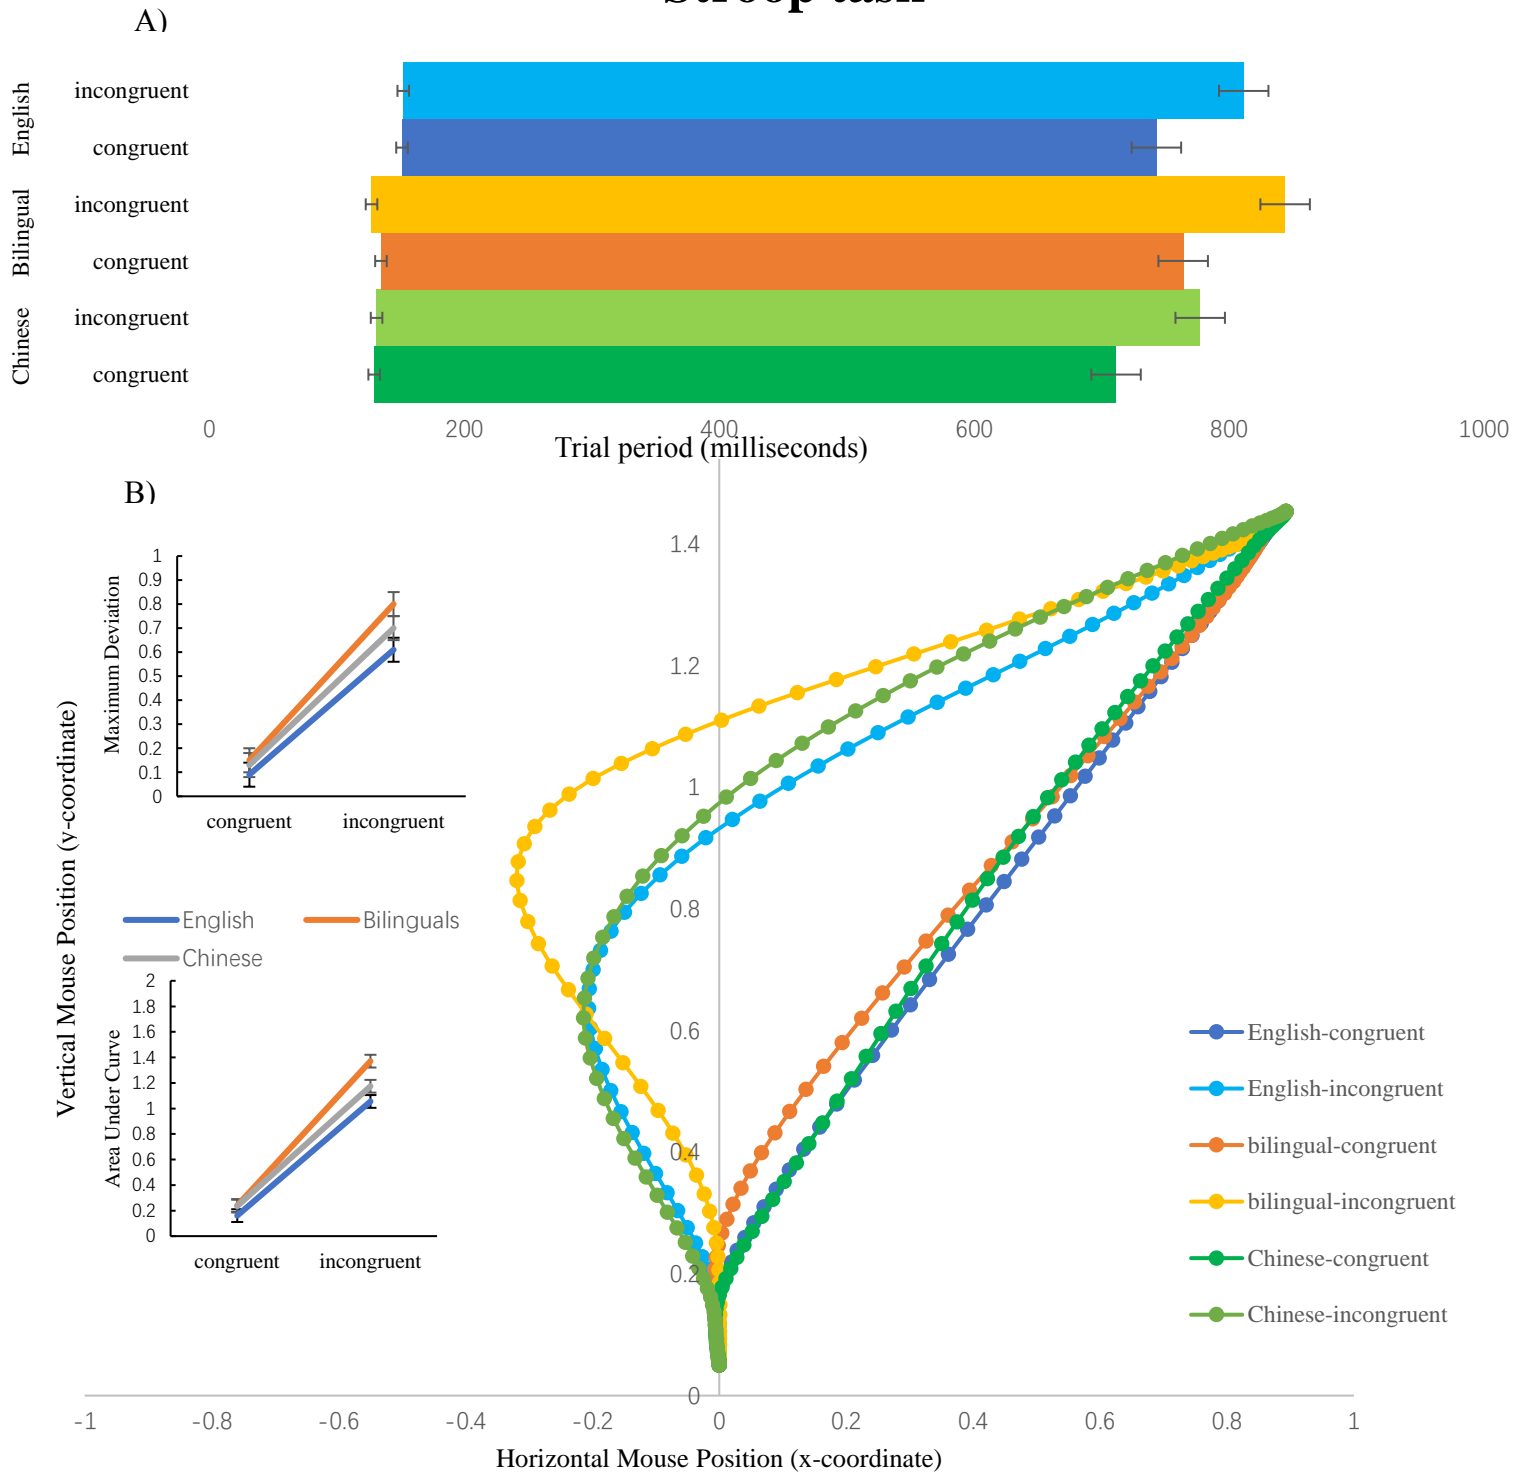 A)
English
incongruent
congruent
Bilingual
incongruent
congruent
Chinese
incongruent
congruent
0 200 400 600 800 1000
Trial period (milliseconds)
B)
Maximum Deviation
1
0.9
0.8
0.7
0.6
0.5
0.4
0.3
0.2
0.1
0
congruent incongruent
English Bilinguals
Chinese
Area Under Curve
2
1.8
1.6
1.4
1.2
1
0.8
0.6
0.4
0.2
0
congruent incongruent
Vertical Mouse Position (y-coordinate)
1.4
1.2
1
0.8
0.6
0.4
0.2
0
English-congruent
English-incongruent
bilingual-congruent
bilingual-incongruent
Chinese-congruent
Chinese-incongruent
-1 -0.8 -0.6 -0.4 -0.2 0 0.2 0.4 0.6 0.8 1
Horizontal Mouse Position (x-coordinate)